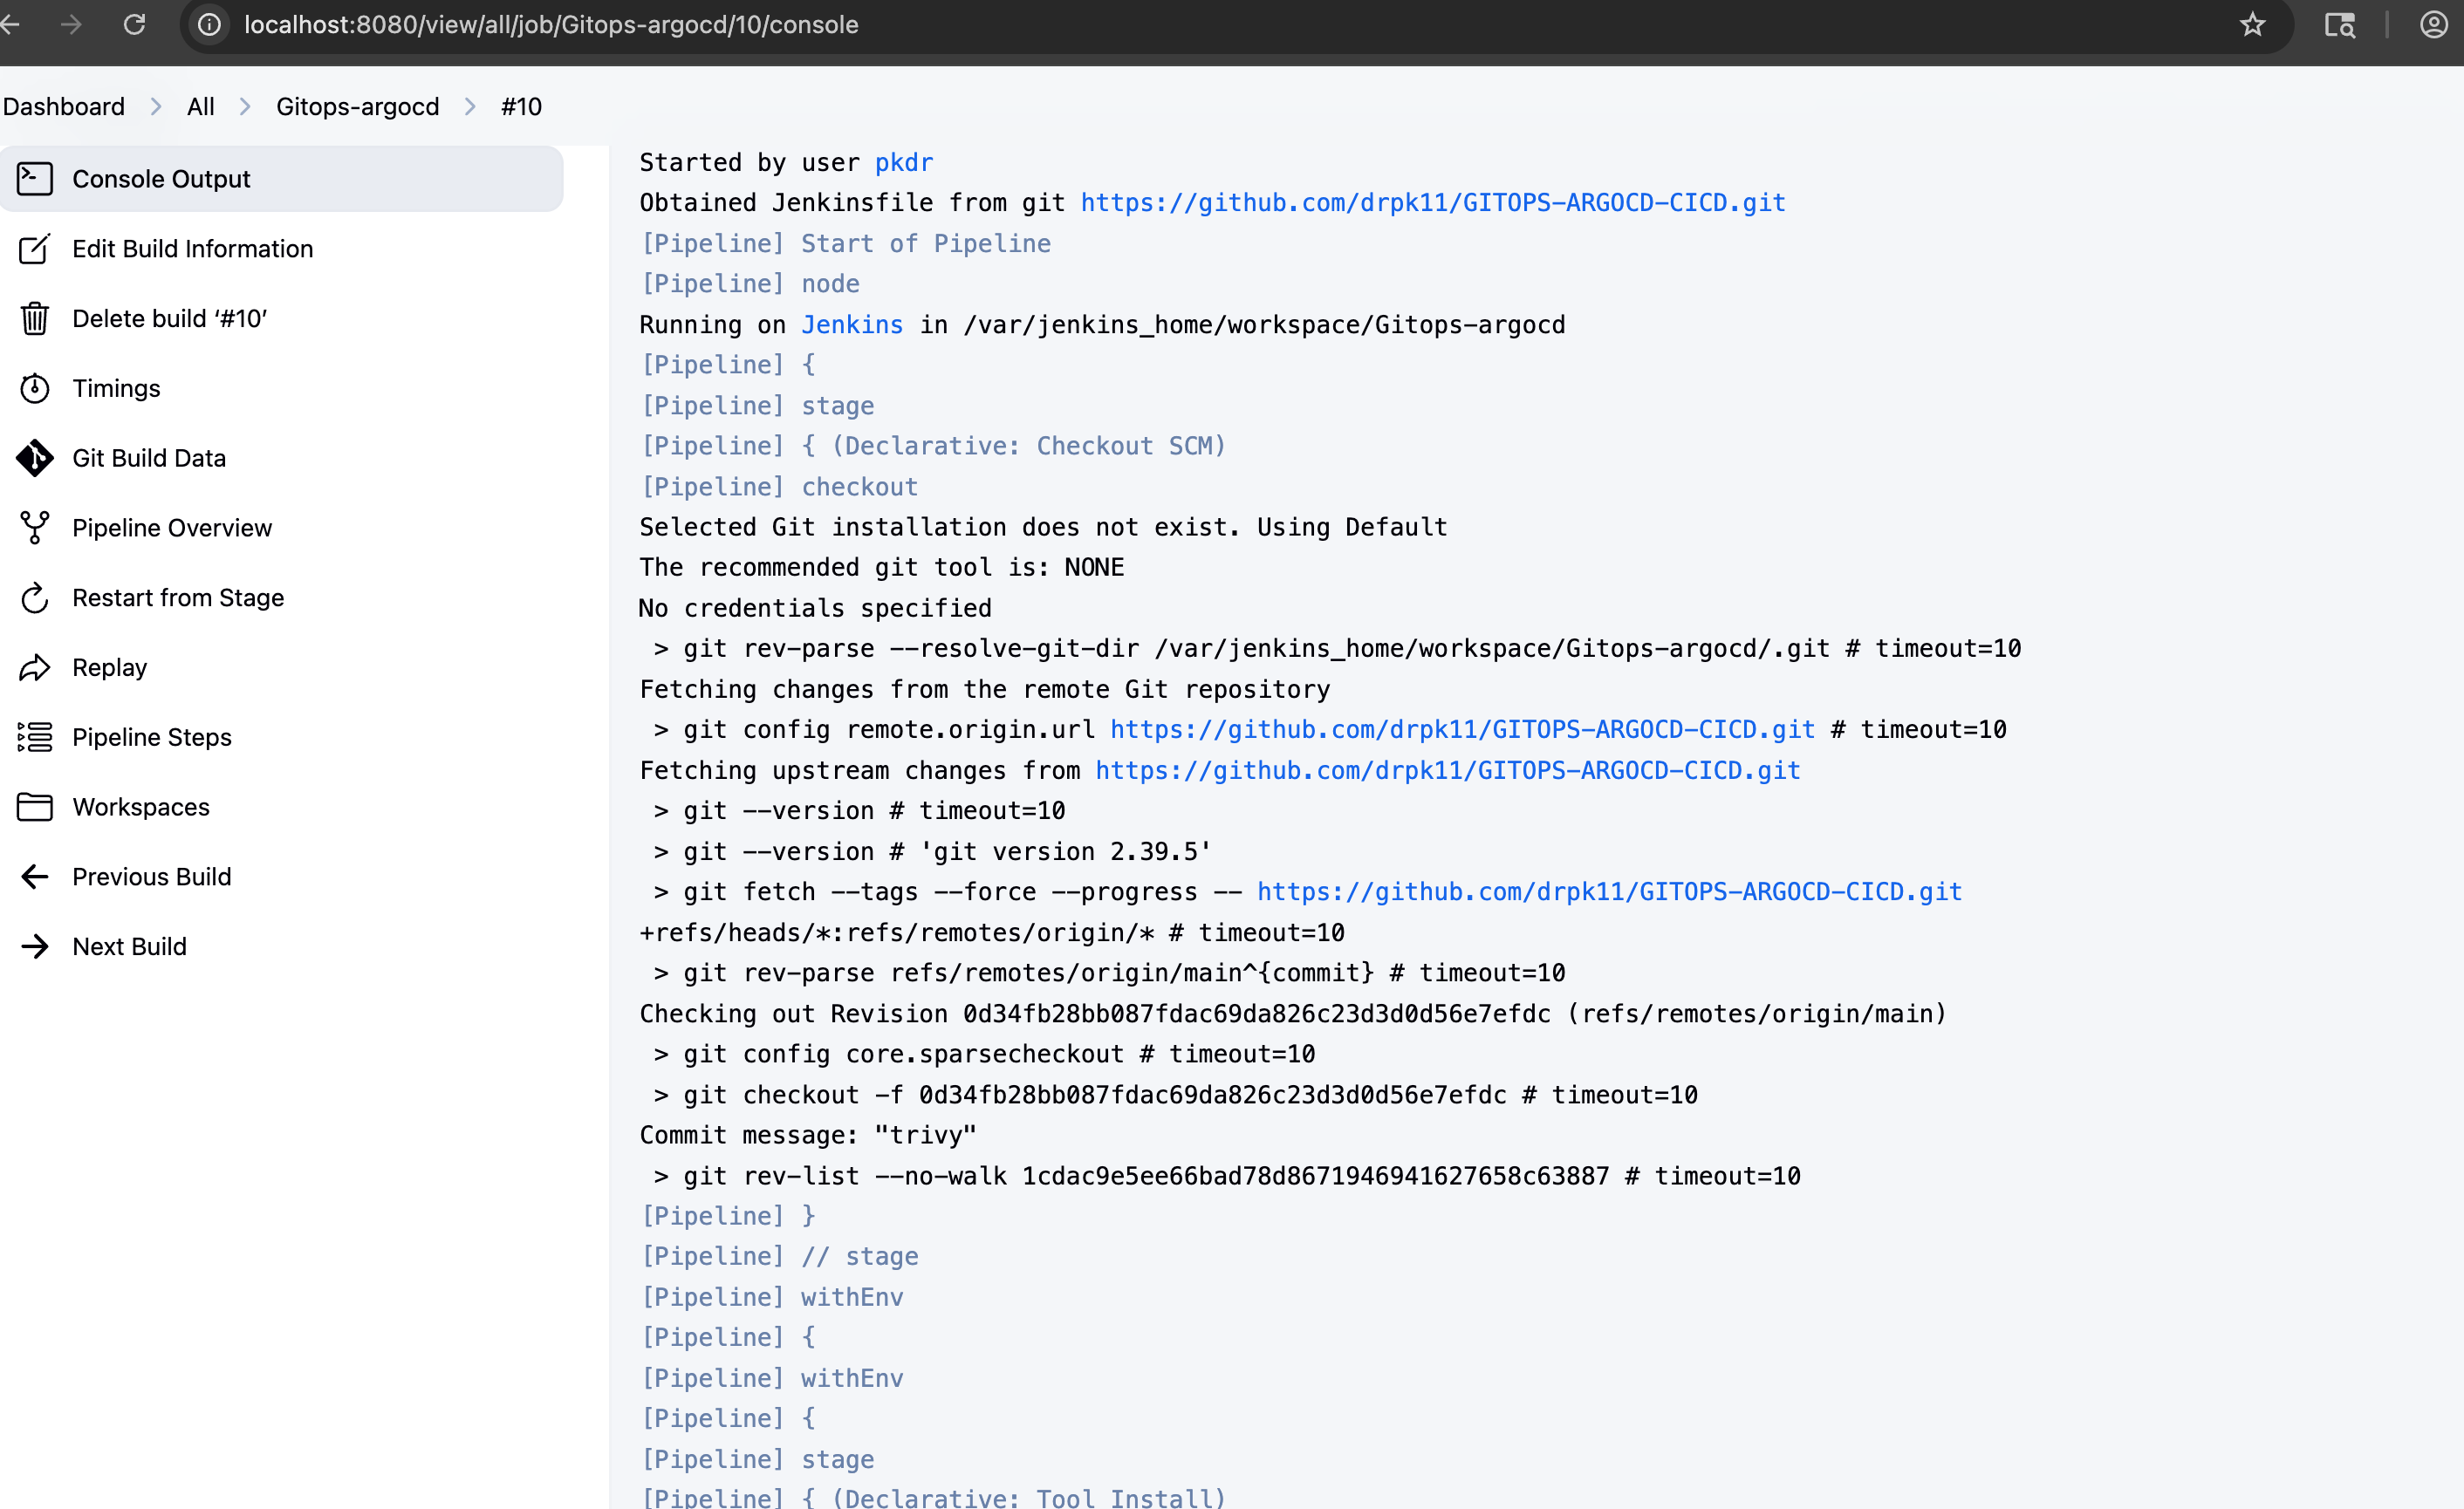 localhost:8080/view/all/job/Gitops-argocd/10/console
Dashboard > All > Gitops-argocd > #10
Console Output
Edit Build Information
Delete build ‘#10’
Timings
Git Build Data
Pipeline Overview
Restart from Stage
Replay
Pipeline Steps
Workspaces
Previous Build
Next Build
Started by user pkdr
Obtained Jenkinsfile from git https://github.com/drpk11/GITOPS-ARGOCD-CICD.git
[Pipeline] Start of Pipeline
[Pipeline] node
Running on Jenkins in /var/jenkins_home/workspace/Gitops-argocd
[Pipeline] {
[Pipeline] stage
[Pipeline] { (Declarative: Checkout SCM)
[Pipeline] checkout
Selected Git installation does not exist. Using Default
The recommended git tool is: NONE
No credentials specified
 > git rev-parse --resolve-git-dir /var/jenkins_home/workspace/Gitops-argocd/.git # timeout=10
Fetching changes from the remote Git repository
 > git config remote.origin.url https://github.com/drpk11/GITOPS-ARGOCD-CICD.git # timeout=10
Fetching upstream changes from https://github.com/drpk11/GITOPS-ARGOCD-CICD.git
 > git --version # timeout=10
 > git --version # 'git version 2.39.5'
 > git fetch --tags --force --progress -- https://github.com/drpk11/GITOPS-ARGOCD-CICD.git
+refs/heads/*:refs/remotes/origin/* # timeout=10
 > git rev-parse refs/remotes/origin/main^{commit} # timeout=10
Checking out Revision 0d34fb28bb087fdac69da826c23d3d0d56e7efdc (refs/remotes/origin/main)
 > git config core.sparsecheckout # timeout=10
 > git checkout -f 0d34fb28bb087fdac69da826c23d3d0d56e7efdc # timeout=10
Commit message: "trivy"
 > git rev-list --no-walk 1cdac9e5ee66bad78d8671946941627658c63887 # timeout=10
[Pipeline] }
[Pipeline] // stage
[Pipeline] withEnv
[Pipeline] {
[Pipeline] withEnv
[Pipeline] {
[Pipeline] stage
[Pipeline] { (Declarative: Tool Install)